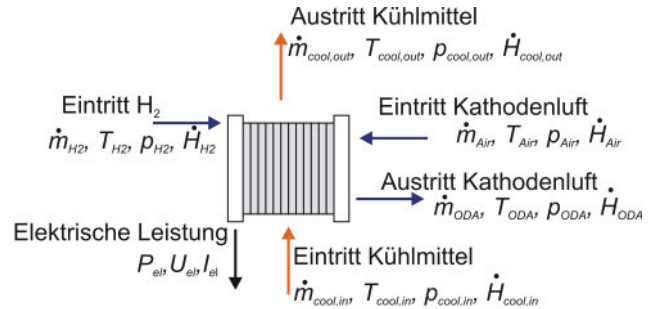 Austritt Kühlmittel
ṁcool,out, Tcool,out, pcool,out, Ḣcool,out
Eintritt H2
ṁH2, TH2, pH2, ḢH2
Eintritt Kathodenluft
ṁAir, TAir, pAir, ḢAir
Austritt Kathodenluft
ṁODA, TODA, pODA, ḢODA
Elektrische Leistung
Pel, Uel, Iel
Eintritt Kühlmittel
ṁcool,in, Tcool,in, pcool,in, Ḣcool,in